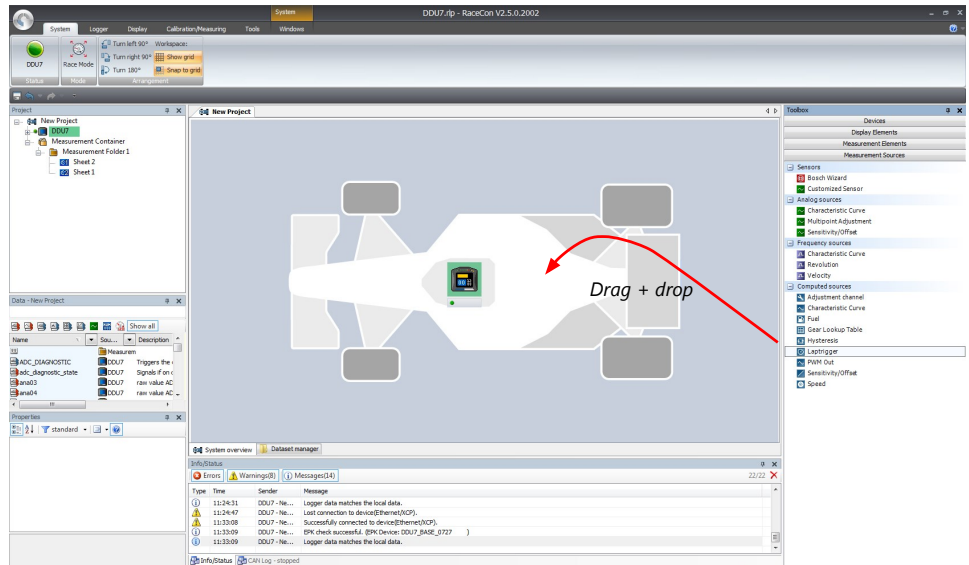 System
DDU7.rlp - RaceCon V2.5.0.2002
System Logger Display Calibration/Measuring Tools Windows
DDU7
Status
Race Mode
Mode
Turn left 90° Workspace:
Turn right 90° Show grid
Turn 180° Snap to grid
Arrangement
Project
New Project
DDU7
Measurement Container
Measurement Folder 1
Sheet 2
Sheet 1
Data - New Project
Show all
Name Sou... Description
Measurem
ADC_DIAGNOSTIC DDU7 Triggers the
adc_diagnostic_state DDU7 Signals if on
ana03 DDU7 raw value AD
ana04 DDU7 raw value AD
Properties
standard
New Project
Drag + drop
System overview Dataset manager
Info/Status
Errors Warnings(8) Messages(14) 22/22
Type Time Sender Message
11:24:31 DDU7 - Ne... Logger data matches the local data.
11:24:47 DDU7 - Ne... Lost connection to device(Ethernet/XCP).
11:33:08 DDU7 - Ne... Successfully connected to device(Ethernet/XCP).
11:33:09 DDU7 - Ne... EPK check successful. (EPK Device: DDU7_BASE_0727 )
11:33:09 DDU7 - Ne... Logger data matches the local data.
Info/Status CAN Log - stopped
Toolbox
Devices
Display Elements
Measurement Elements
Measurement Sources
Sensors
Bosch Wizard
Customized Sensor
Analog sources
Characteristic Curve
Multipoint Adjustment
Sensitivity/Offset
Frequency sources
Characteristic Curve
Revolution
Velocity
Computed sources
Adjustment channel
Characteristic Curve
Fuel
Gear Lookup Table
Hysteresis
Laptrigger
PWM Out
Sensitivity/Offset
Speed